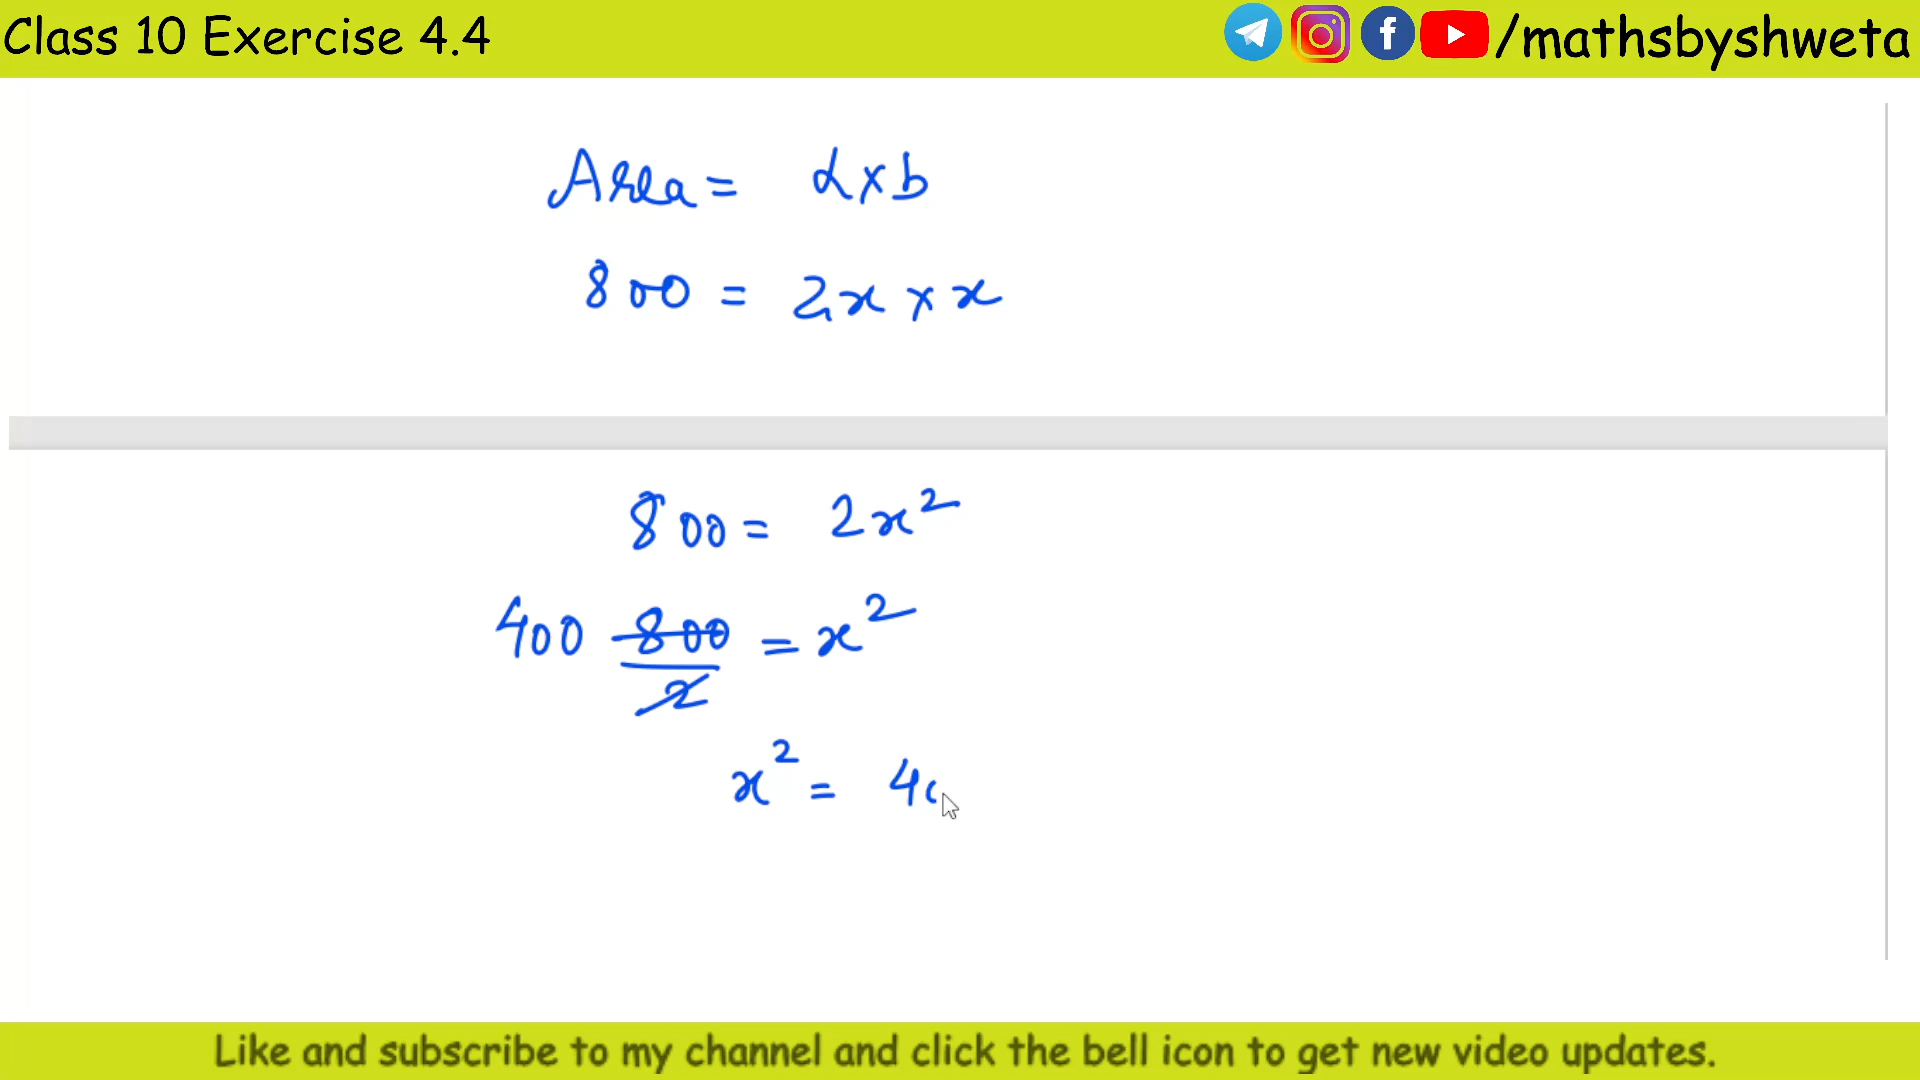 Class 10 Exercise 4.4
/mathsbyshweta
Area = l×b
800 = 2x × x
800 = 2x²
400 800/2 = x²
x² = 4
Like and subscribe to my channel and click the bell icon to get new video updates.